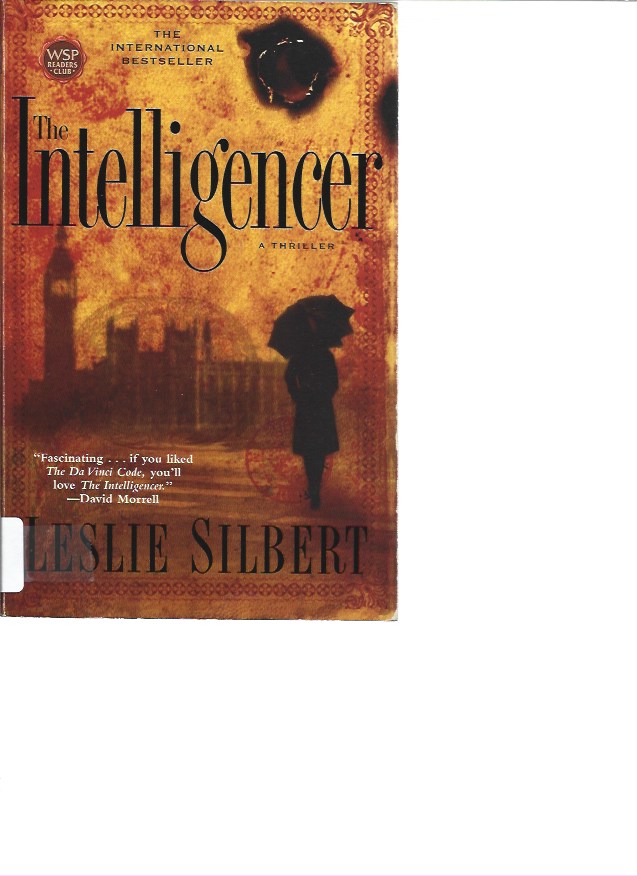 THE
INTERNATIONAL
BESTSELLER
WSP
READERS
• CLUB •
The
Intelligencer
A THRILLER
“Fascinating . . . if you liked
The Da Vinci Code, you’ll
love The Intelligencer.”
—David Morrell
LESLIE SILBERT